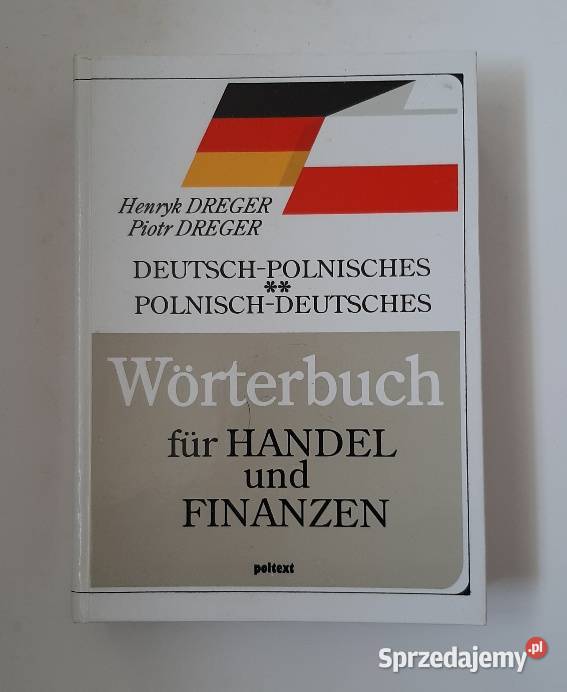 Henryk DREGER
Piotr DREGER
DEUTSCH-POLNISCHES
**
POLNISCH-DEUTSCHES
Wörterbuch
für HANDEL
und
FINANZEN
poltext
Sprzedajemy.pl